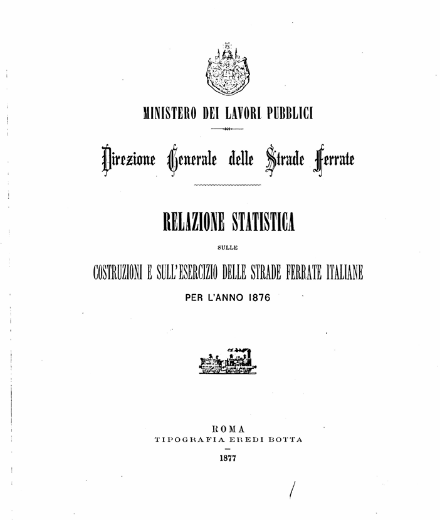 MINISTERO DEI LAVORI PUBBLICI
Direzione Generale delle Strade Ferrate
RELAZIONE STATISTICA
SULLE
COSTRUZIONI E SULL'ESERCIZIO DELLE STRADE FERRATE ITALIANE
PER L'ANNO 1876
ROMA
TIPOGRAFIA EREDI BOTTA
1877